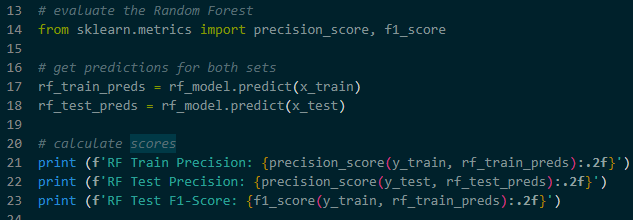 13 # evaluate the Random Forest
14 from sklearn.metrics import precision_score, f1_score
15
16 # get predictions for both sets
17 rf_train_preds = rf_model.predict(x_train)
18 rf_test_preds = rf_model.predict(x_test)
19
20 # calculate scores
21 print (f'RF Train Precision: {precision_score(y_train, rf_train_preds):.2f}')
22 print (f'RF Test Precision: {precision_score(y_test, rf_test_preds):.2f}')
23 print (f'RF Test F1-Score: {f1_score(y_train, rf_train_preds):.2f}')
24